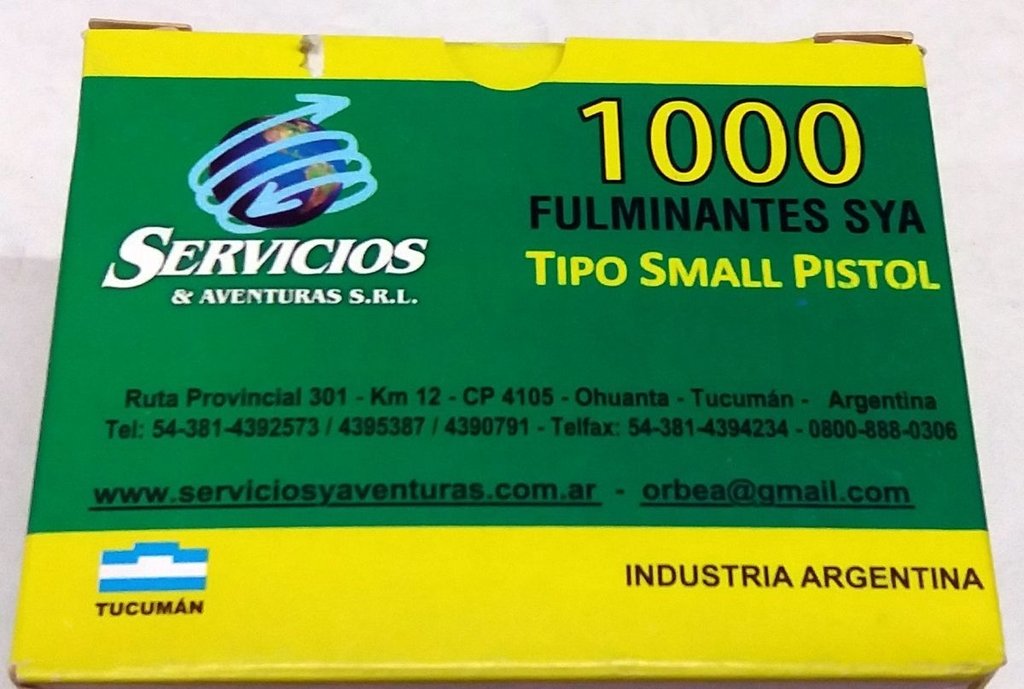 SERVICIOS
& AVENTURAS S.R.L.
1000
FULMINANTES SYA
TIPO SMALL PISTOL
Ruta Provincial 301 - Km 12 - CP 4105 - Ohuanta - Tucumán - Argentina
Tel: 54-381-4392573 / 4395387 / 4390791 - Telfax: 54-381-4394234 - 0800-888-0306
www.serviciosyaventuras.com.ar - orbea@gmail.com
TUCUMÁN
INDUSTRIA ARGENTINA